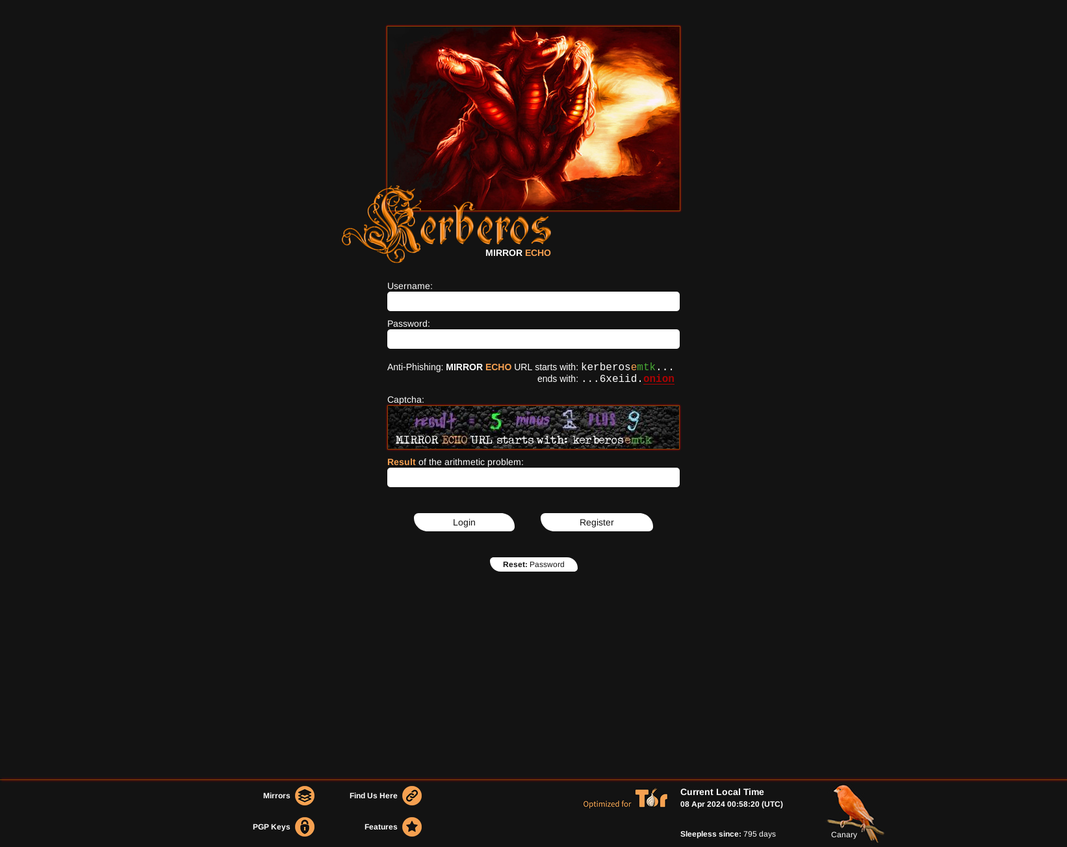 Kerberos
MIRROR ECHO
Username:
Password:
Anti-Phishing: MIRROR ECHO URL starts with: kerberosemtk...
ends with: ...6xeiid.onion
Captcha:
result = 5 minus 1 PLUS 9
MIRROR ECHO URL starts with: kerberosemtk
Result of the arithmetic problem:
Login Register
Reset: Password
Mirrors Find Us Here
PGP Keys Features
Optimized for Tor
Current Local Time
08 Apr 2024 00:58:20 (UTC)
Sleepless since: 795 days
Canary